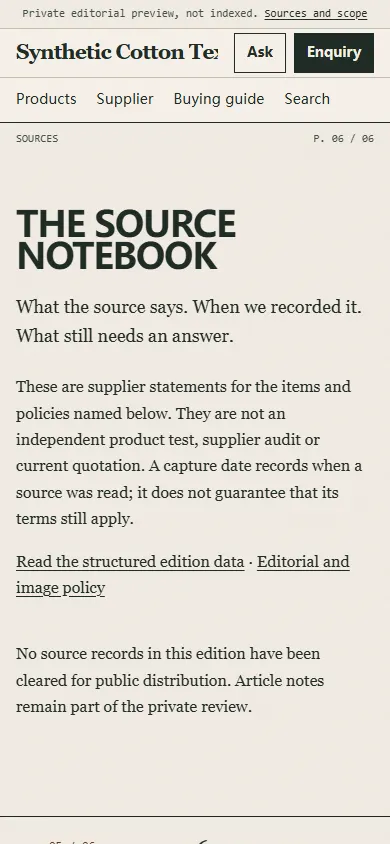 Private editorial preview, not indexed. Sources and scope
Synthetic Cotton Te
Ask
Enquiry
Products Supplier Buying guide Search
SOURCES P. 06 / 06
THE SOURCE
NOTEBOOK
What the source says. When we recorded it.
What still needs an answer.
These are supplier statements for the items and
policies named below. They are not an
independent product test, supplier audit or
current quotation. A capture date records when a
source was read; it does not guarantee that its
terms still apply.
Read the structured edition data · Editorial and
image policy
No source records in this edition have been
cleared for public distribution. Article notes
remain part of the private review.